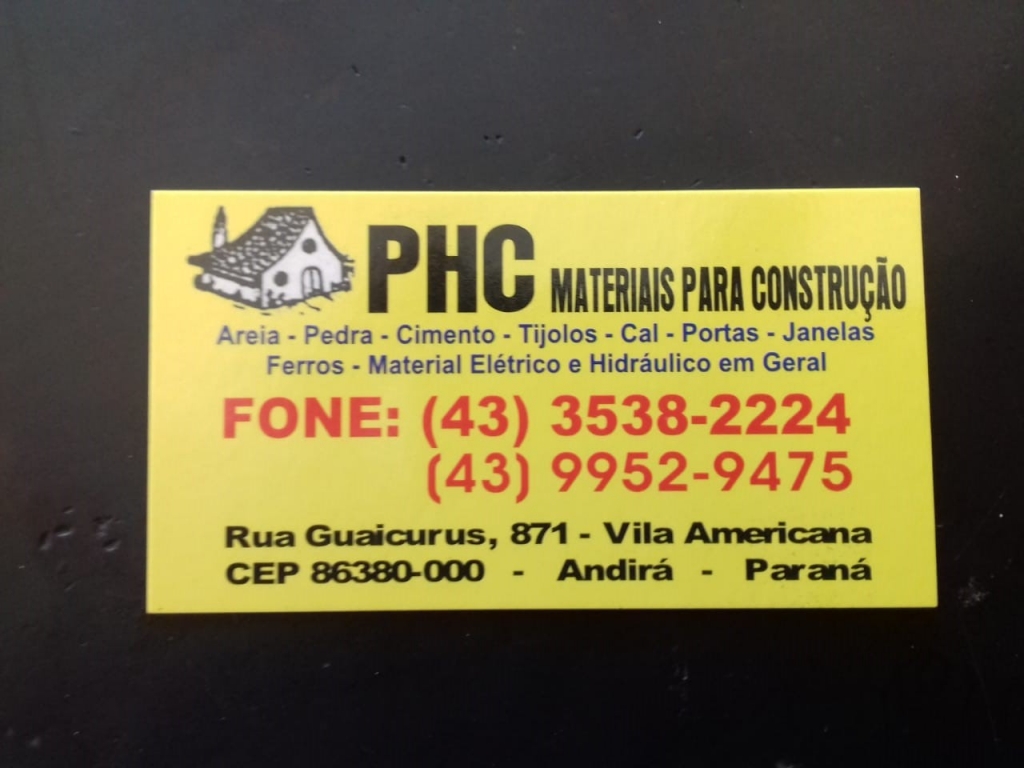 PHC MATERIAIS PARA CONSTRUÇÃO
Areia - Pedra - Cimento - Tijolos - Cal - Portas - Janelas
Ferros - Material Elétrico e Hidráulico em Geral
FONE: (43) 3538-2224
(43) 9952-9475
Rua Guaicurus, 871 - Vila Americana
CEP 86380-000 - Andirá - Paraná